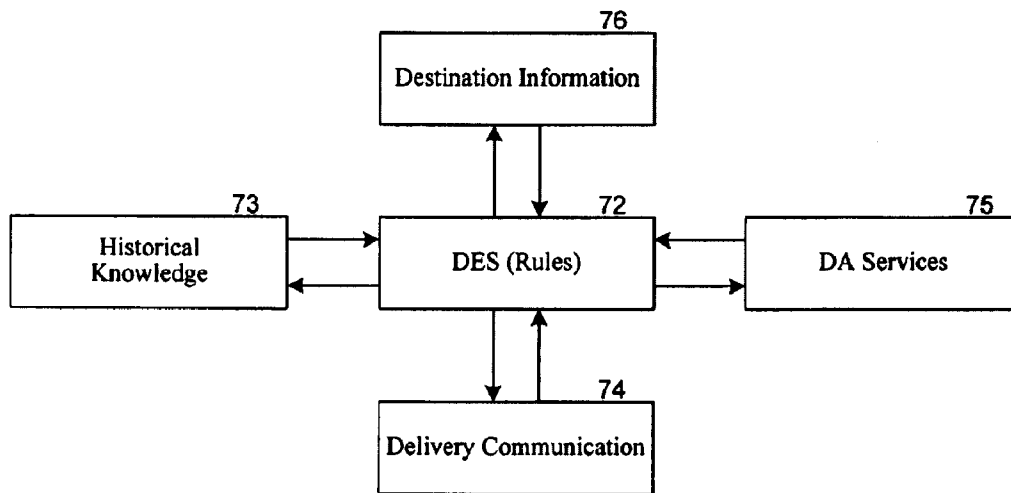 76
Destination Information
73
Historical
Knowledge
72
DES (Rules)
75
DA Services
74
Delivery Communication